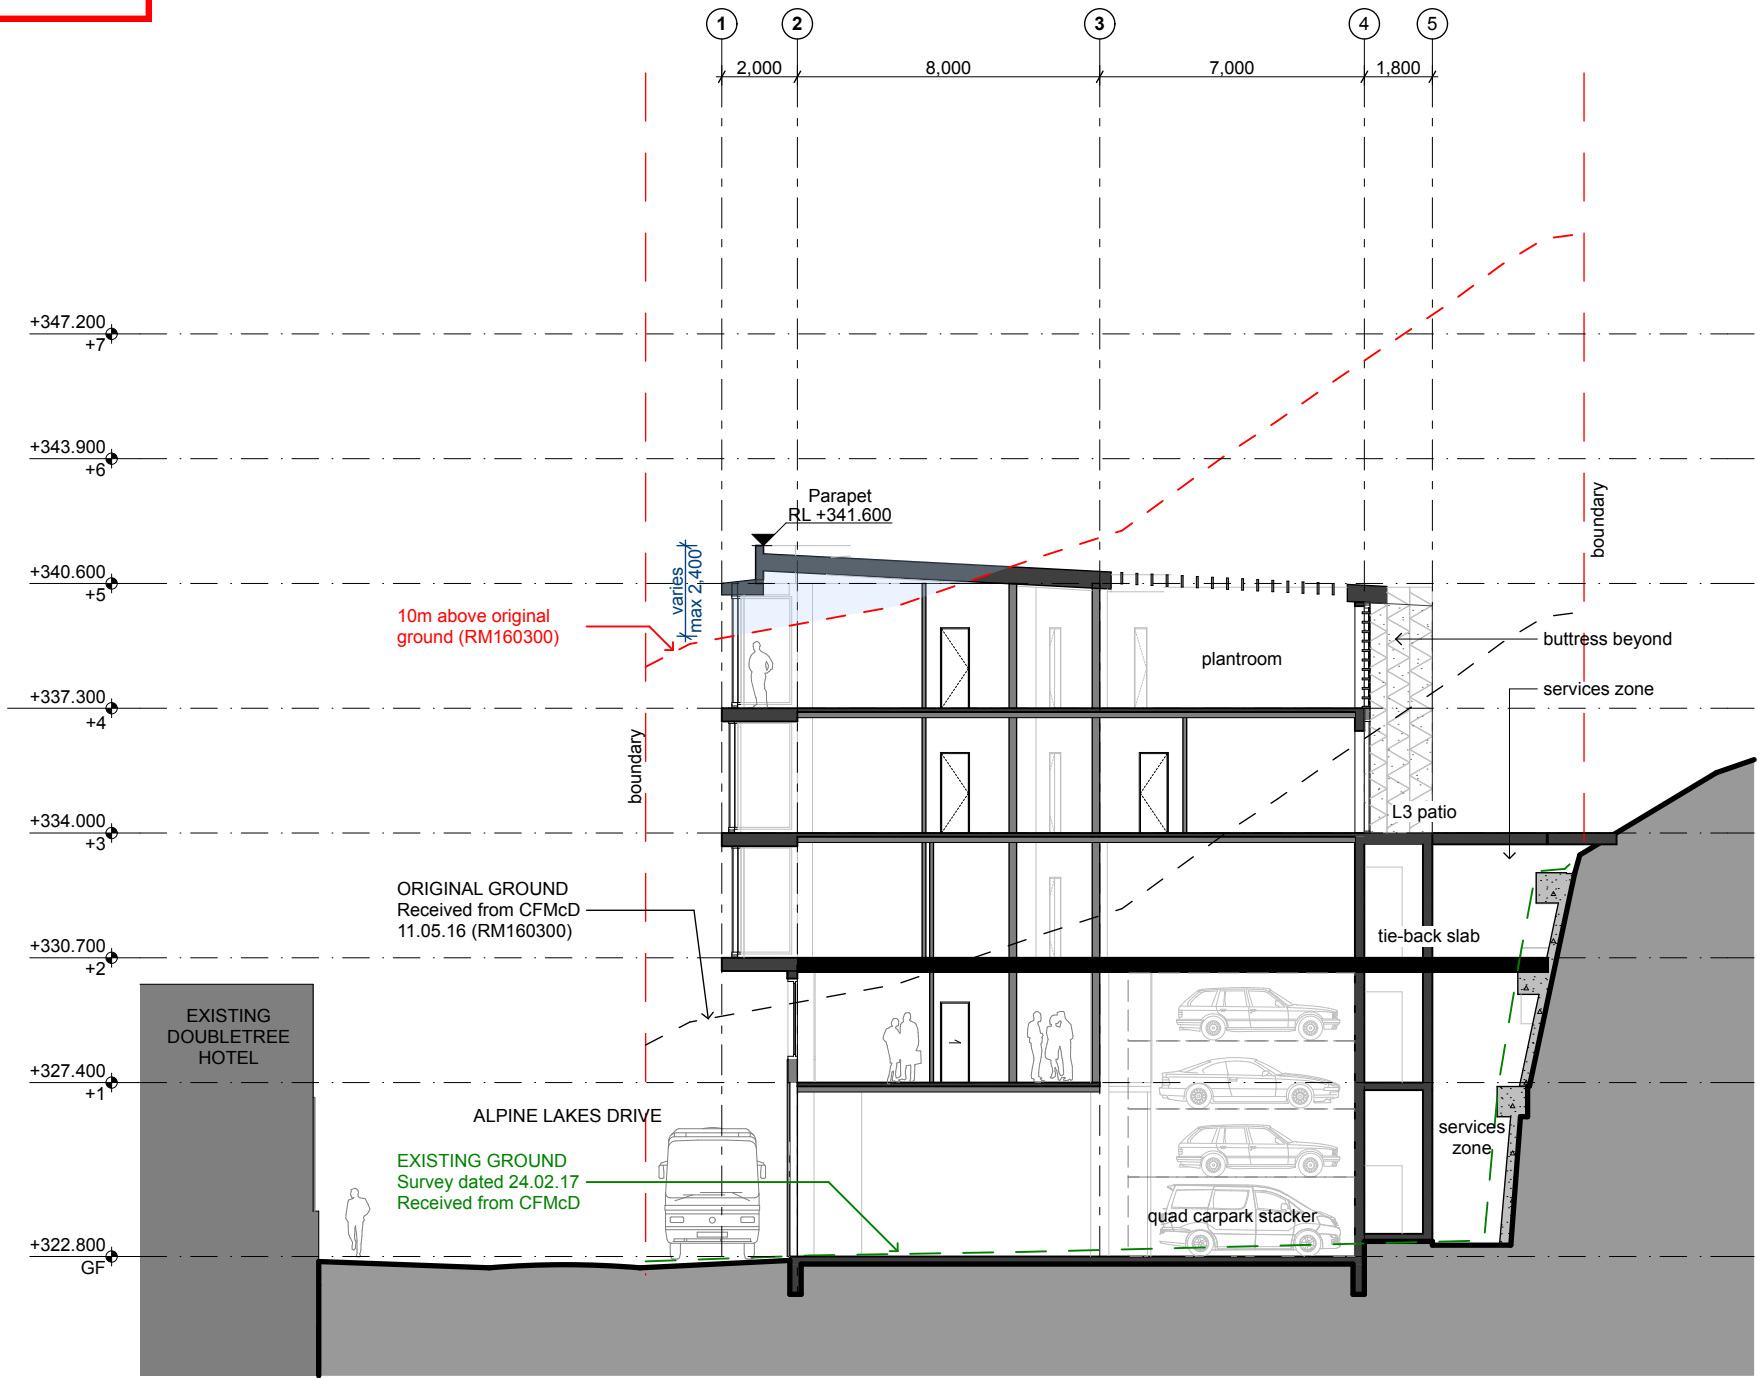 1 2 3 4 5
2,000 8,000 7,000 1,800
+347.200
+7
+343.900
+6
Parapet
RL +341.600
boundary
+340.600
+5
varies
max 2,400
10m above original
ground (RM160300)
buttress beyond
plantroom
services zone
+337.300
+4
boundary
L3 patio
+334.000
+3
ORIGINAL GROUND
Received from CFMcD
11.05.16 (RM160300)
tie-back slab
+330.700
+2
EXISTING
DOUBLETREE
HOTEL
+327.400
+1
ALPINE LAKES DRIVE
services
zone
EXISTING GROUND
Survey dated 24.02.17
Received from CFMcD
quad carpark stacker
+322.800
GF